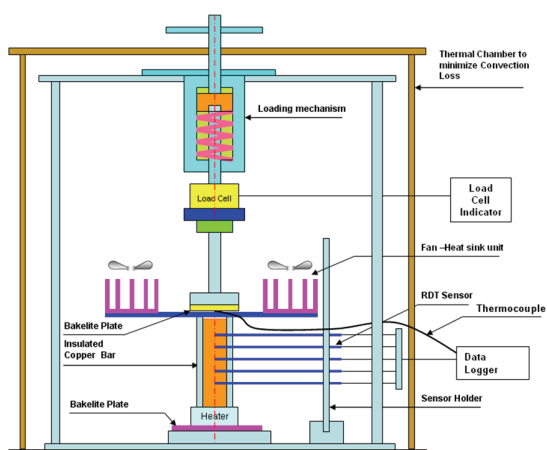 Thermal Chamber to
minimize Convection
Loss
Loading mechanism
Load Cell
Load
Cell
Indicator
Fan –Heat sink unit
RDT Sensor
Thermocouple
Bakelite Plate
Insulated
Copper Bar
Data
Logger
Bakelite Plate
Heater
Sensor Holder